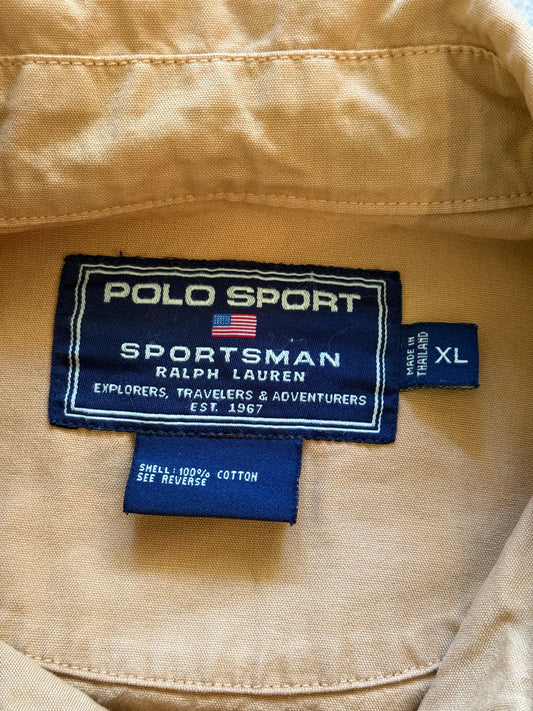 POLO SPORT
SPORTSMAN
RALPH LAUREN
EXPLORERS, TRAVELERS & ADVENTURERS
EST. 1967
MADE IN
THAILAND
XL
SHELL: 100% COTTON
SEE REVERSE